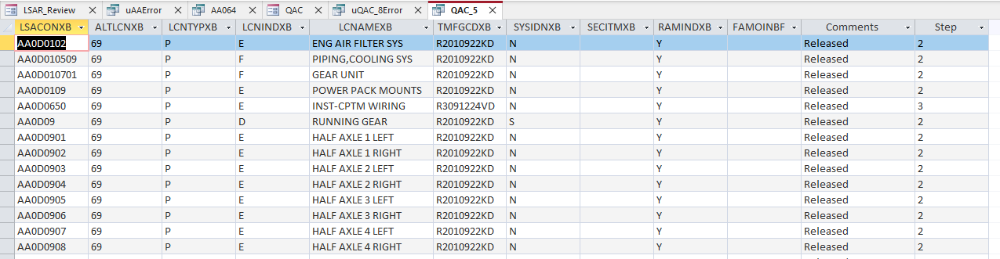 LSAR_Review uAAError AA064 QAC uQAC_8Error QAC_5
LSACONXB ALTLCNXB LCNTYPXB LCNINDXB LCNAMEXB TMFGCDXB SYSIDNXB SECITMXB RAMINDXB FAMOINBF Comments Step
AA0D0102 69 P E ENG AIR FILTER SYS R2010922KD N Y Released 2
AA0D010509 69 P F PIPING,COOLING SYS R2010922KD N Y Released 2
AA0D010701 69 P F GEAR UNIT R2010922KD N Y Released 2
AA0D0109 69 P E POWER PACK MOUNTS R2010922KD N Y Released 2
AA0D0650 69 P E INST-CPTM WIRING R3091224VD N Y Released 3
AA0D09 69 P D RUNNING GEAR R2010922KD S Y Released 2
AA0D0901 69 P E HALF AXLE 1 LEFT R2010922KD N Y Released 2
AA0D0902 69 P E HALF AXLE 1 RIGHT R2010922KD N Y Released 2
AA0D0903 69 P E HALF AXLE 2 LEFT R2010922KD N Y Released 2
AA0D0904 69 P E HALF AXLE 2 RIGHT R2010922KD N Y Released 2
AA0D0905 69 P E HALF AXLE 3 LEFT R2010922KD N Y Released 2
AA0D0906 69 P E HALF AXLE 3 RIGHT R2010922KD N Y Released 2
AA0D0907 69 P E HALF AXLE 4 LEFT R2010922KD N Y Released 2
AA0D0908 69 P E HALF AXLE 4 RIGHT R2010922KD N Y Released 2